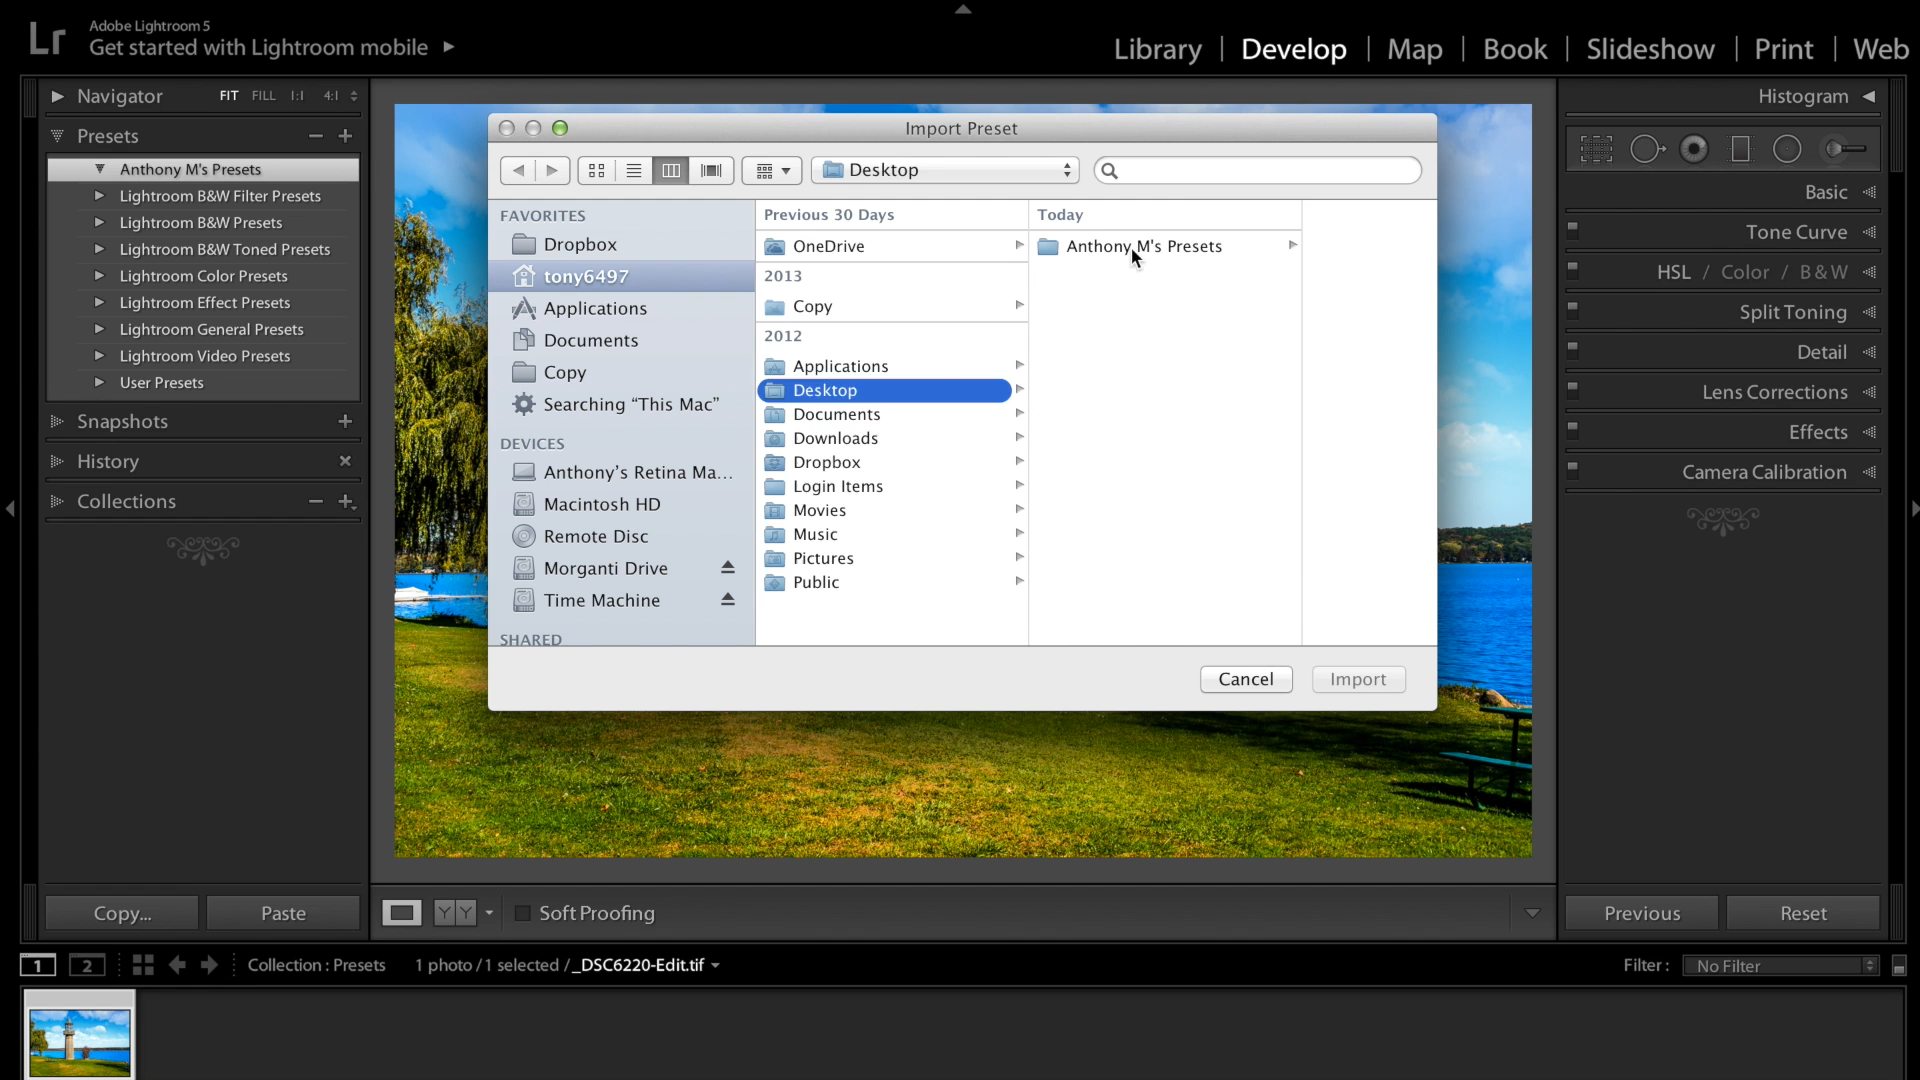 Lr
Adobe Lightroom 5
Get started with Lightroom mobile
Library | Develop | Map | Book | Slideshow | Print | Web
Navigator FIT FILL 1:1 4:1
Presets
Anthony M's Presets
Lightroom B&W Filter Presets
Lightroom B&W Presets
Lightroom B&W Toned Presets
Lightroom Color Presets
Lightroom Effect Presets
Lightroom General Presets
Lightroom Video Presets
User Presets
Snapshots
History
Collections
Copy...
Paste
Import Preset
Desktop
FAVORITES
Dropbox
tony6497
Applications
Documents
Copy
Searching “This Mac”
DEVICES
Anthony’s Retina Ma...
Macintosh HD
Remote Disc
Morganti Drive
Time Machine
SHARED
Previous 30 Days
OneDrive
2013
Copy
2012
Applications
Desktop
Documents
Downloads
Dropbox
Login Items
Movies
Music
Pictures
Public
Today
Anthony M's Presets
Cancel
Import
Histogram
Basic
Tone Curve
HSL / Color / B & W
Split Toning
Detail
Lens Corrections
Effects
Camera Calibration
YY
Soft Proofing
Previous
Reset
1
2
Collection : Presets
1 photo / 1 selected / _DSC6220-Edit.tif
Filter :
No Filter